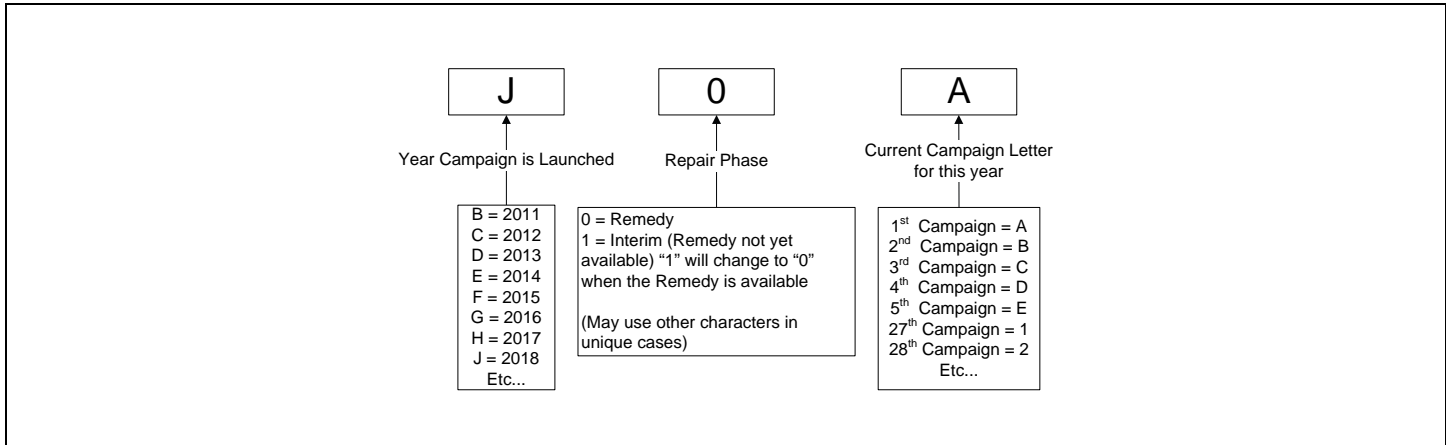 J
0
A
Year Campaign is Launched
Repair Phase
Current Campaign Letter
for this year
B = 2011
C = 2012
D = 2013
E = 2014
F = 2015
G = 2016
H = 2017
J = 2018
Etc...
0 = Remedy
1 = Interim (Remedy not yet
available) “1” will change to “0”
when the Remedy is available
(May use other characters in
unique cases)
1st Campaign = A
2nd Campaign = B
3rd Campaign = C
4th Campaign = D
5th Campaign = E
27th Campaign = 1
28th Campaign = 2
Etc...